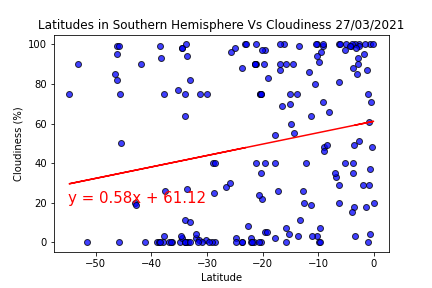 Latitudes in Southern Hemisphere Vs Cloudiness 27/03/2021
100
80
60
40
20
0
Cloudiness (%)
y = 0.58x + 61.12
−50 −40 −30 −20 −10 0
Latitude